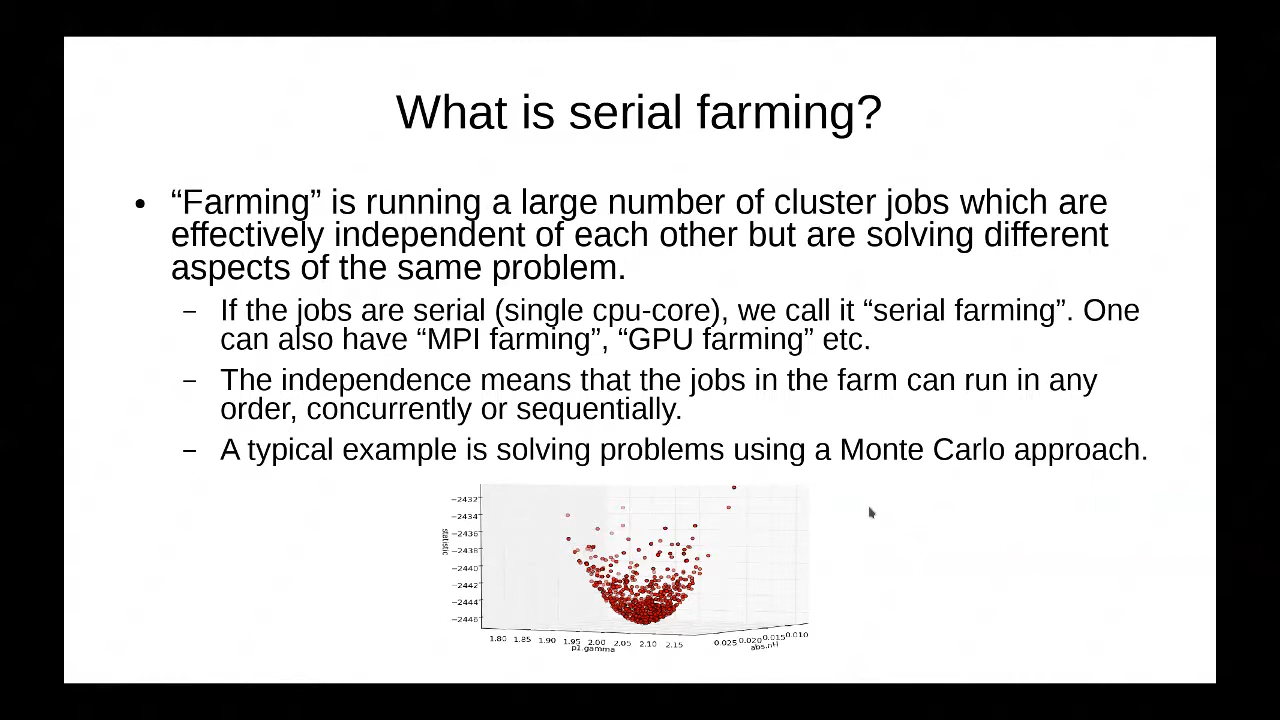 What is serial farming?
• “Farming” is running a large number of cluster jobs which are
effectively independent of each other but are solving different
aspects of the same problem.
– If the jobs are serial (single cpu-core), we call it “serial farming”. One
can also have “MPI farming”, “GPU farming” etc.
– The independence means that the jobs in the farm can run in any
order, concurrently or sequentially.
– A typical example is solving problems using a Monte Carlo approach.
−2432
−2434
−2436
−2438
−2440
−2442
−2444
−2446
statistic
1.80 1.85 1.90 1.95 2.00 2.05 2.10 2.15
p1.gamma
0.025 0.020 0.015 0.010
abs.nH